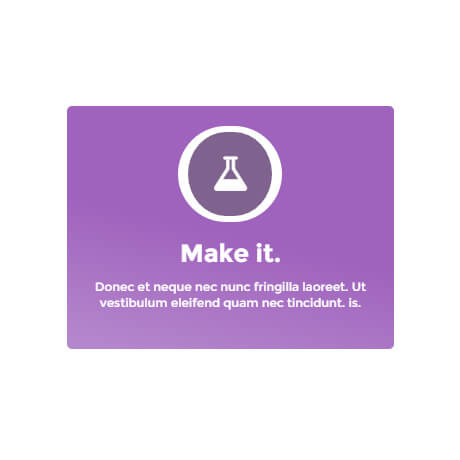 Make it.
Donec et neque nec nunc fringilla laoreet. Ut
vestibulum eleifend quam nec tincidunt. is.